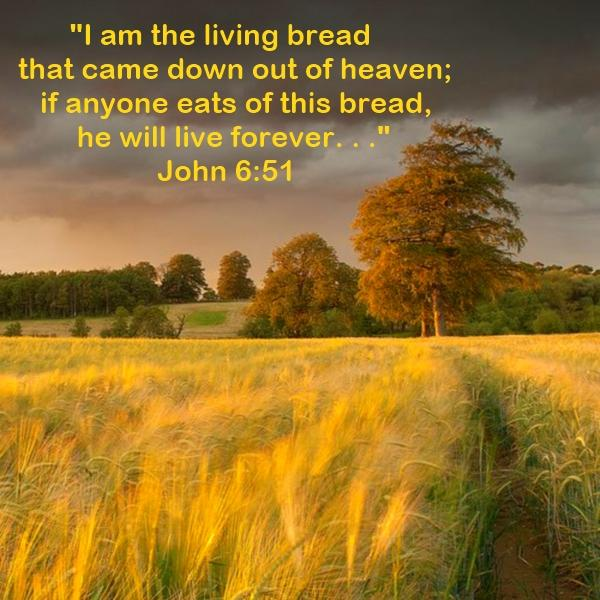 "I am the living bread
that came down out of heaven;
if anyone eats of this bread,
he will live forever. . ."
John 6:51